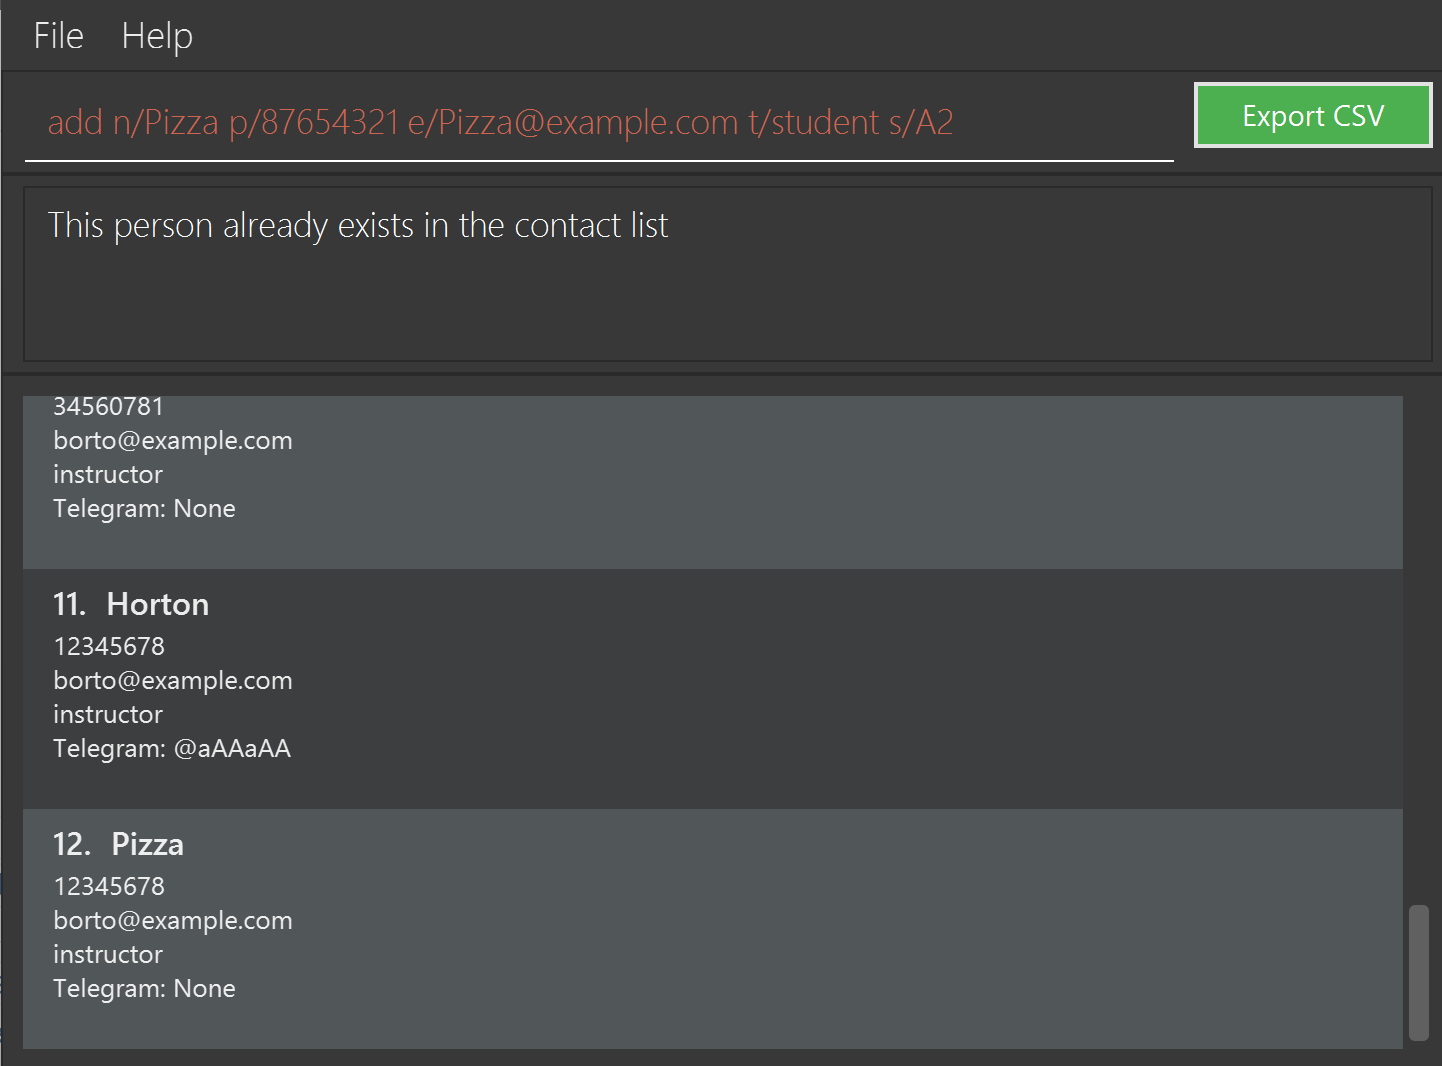 File Help
add n/Pizza p/87654321 e/Pizza@example.com t/student s/A2
Export CSV
This person already exists in the contact list
34560781
borto@example.com
instructor
Telegram: None
11. Horton
12345678
borto@example.com
instructor
Telegram: @aAAaAA
12. Pizza
12345678
borto@example.com
instructor
Telegram: None